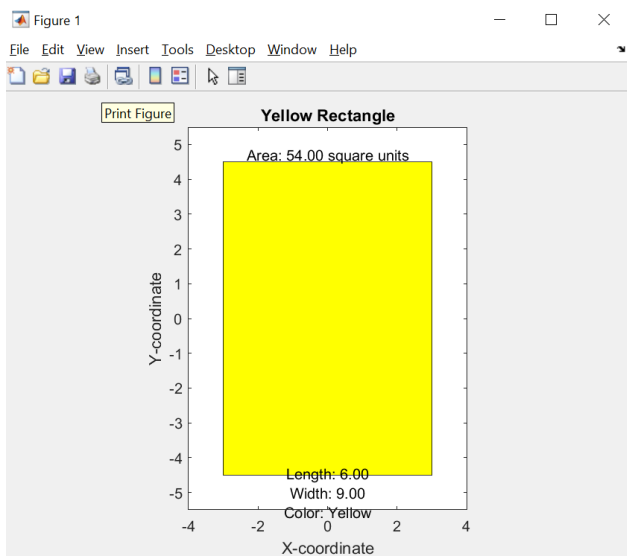 Figure 1
File Edit View Insert Tools Desktop Window Help
Print Figure
Yellow Rectangle
Area: 54.00 square units
5
4
3
2
1
0
-1
-2
-3
-4
-5
Y-coordinate
Length: 6.00
Width: 9.00
Color: Yellow
-4 -2 0 2 4
X-coordinate